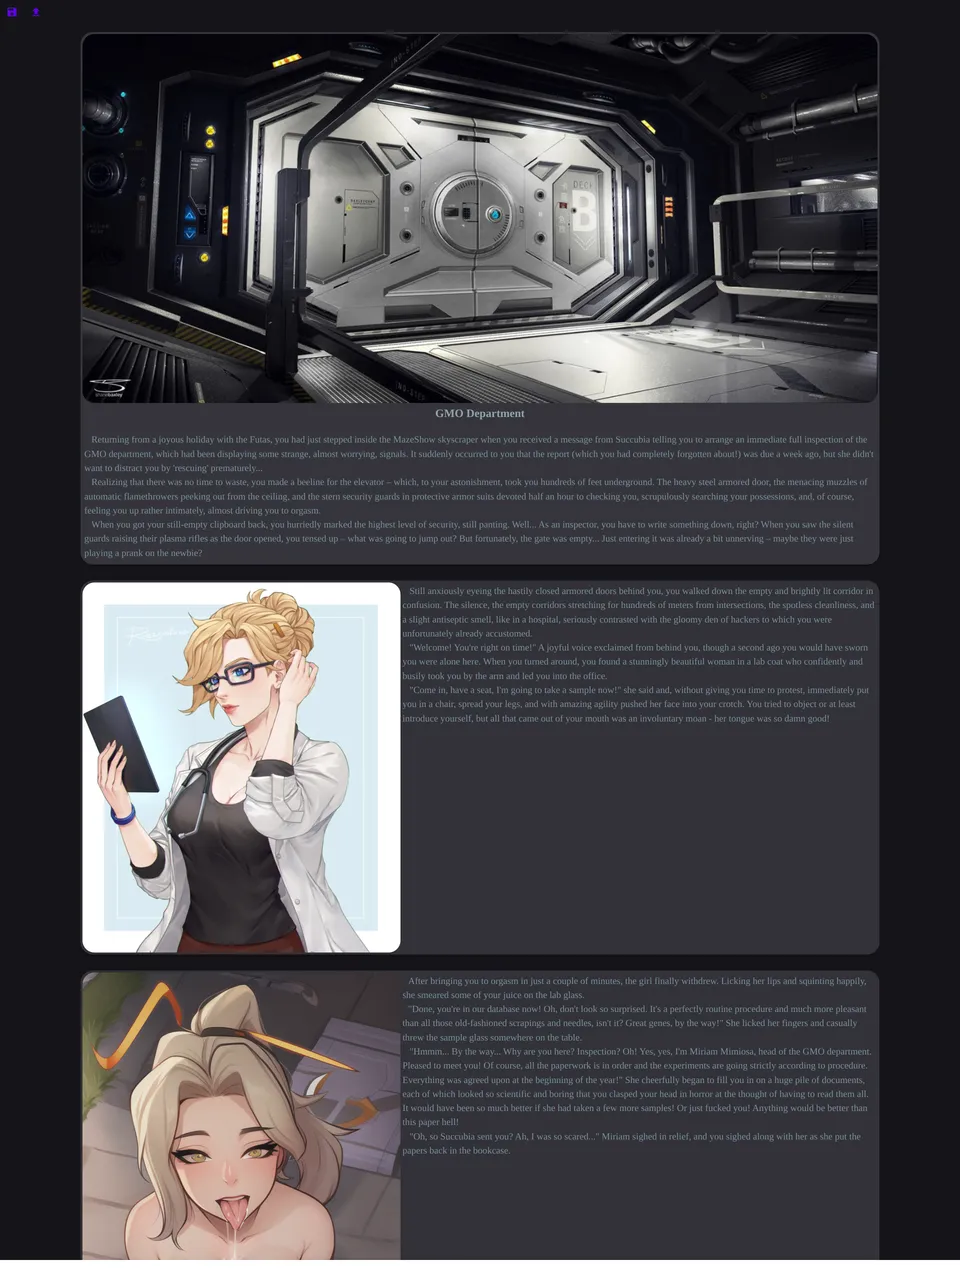 NO-STEP
DECK
B
NO-STEP
GMO Department
Returning from a joyous holiday with the Futas, you had just stepped inside the MazeShow skyscraper when you received a message from Succubia telling you to arrange an immediate full inspection of the
GMO department, which had been displaying some strange, almost worrying, signals. It suddenly occurred to you that the report (which you had completely forgotten about!) was due a week ago, but she didn't
want to distract you by 'rescuing' prematurely...
Realizing that there was no time to waste, you made a beeline for the elevator – which, to your astonishment, took you hundreds of feet underground. The heavy steel armored door, the menacing muzzles of
automatic flamethrowers peeking out from the ceiling, and the stern security guards in protective armor suits devoted half an hour to checking you, scrupulously searching your possessions, and, of course,
feeling you up rather intimately, almost driving you to orgasm.
When you got your still-empty clipboard back, you hurriedly marked the highest level of security, still panting. Well... As an inspector, you have to write something down, right? When you saw the silent
guards raising their plasma rifles as the door opened, you tensed up – what was going to jump out? But fortunately, the gate was empty... Just entering it was already a bit unnerving – maybe they were just
playing a prank on the newbie?
Still anxiously eyeing the hastily closed armored doors behind you, you walked down the empty and brightly lit corridor in
confusion. The silence, the empty corridors stretching for hundreds of meters from intersections, the spotless cleanliness, and
a slight antiseptic smell, like in a hospital, seriously contrasted with the gloomy den of hackers to which you were
unfortunately already accustomed.
"Welcome! You're right on time!" A joyful voice exclaimed from behind you, though a second ago you would have sworn
you were alone here. When you turned around, you found a stunningly beautiful woman in a lab coat who confidently and
busily took you by the arm and led you into the office.
"Come in, have a seat, I'm going to take a sample now!" she said and, without giving you time to protest, immediately put
you in a chair, spread your legs, and with amazing agility pushed her face into your crotch. You tried to object or at least
introduce yourself, but all that came out of your mouth was an involuntary moan - her tongue was so damn good!
After bringing you to orgasm in just a couple of minutes, the girl finally withdrew. Licking her lips and squinting happily,
she smeared some of your juice on the lab glass.
"Done, you're in our database now! Oh, don't look so surprised. It's a perfectly routine procedure and much more pleasant
than all those old-fashioned scrapings and needles, isn't it? Great genes, by the way!" She licked her fingers and casually
threw the sample glass somewhere on the table.
"Hmmm... By the way... Why are you here? Inspection? Oh! Yes, yes, I'm Miriam Mimiosa, head of the GMO department.
Pleased to meet you! Of course, all the paperwork is in order and the experiments are going strictly according to procedure.
Everything was agreed upon at the beginning of the year!" She cheerfully began to fill you in on a huge pile of documents,
each of which looked so scientific and boring that you clasped your head in horror at the thought of having to read them all.
It would have been so much better if she had taken a few more samples! Or just fucked you! Anything would be better than
this paper hell!
"Oh, so Succubia sent you? Ah, I was so scared..." Miriam sighed in relief, and you sighed along with her as she put the
papers back in the bookcase.